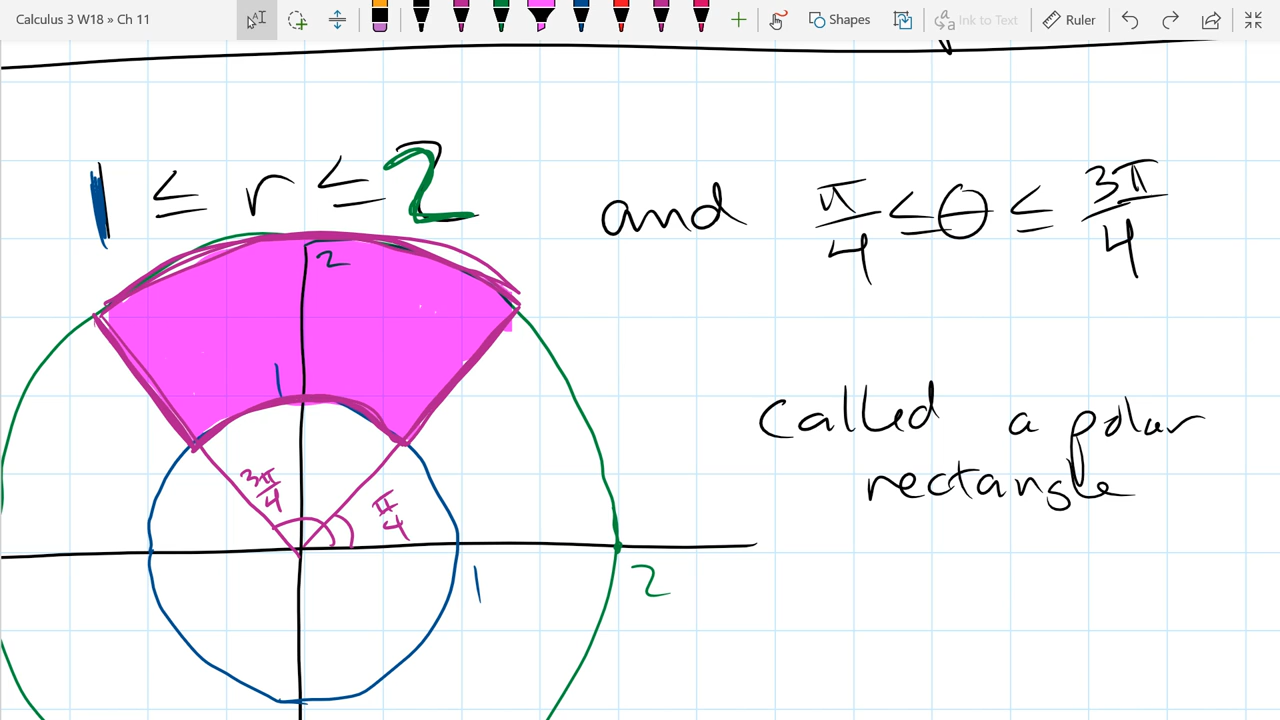 Calculus 3 W18 » Ch 11
Ink to Text
Shapes
Ruler
1 ≤ r ≤ 2 and π/4 ≤ θ ≤ 3π/4
2
1
called a polar
rectangle
3π/4
π/4
1
2